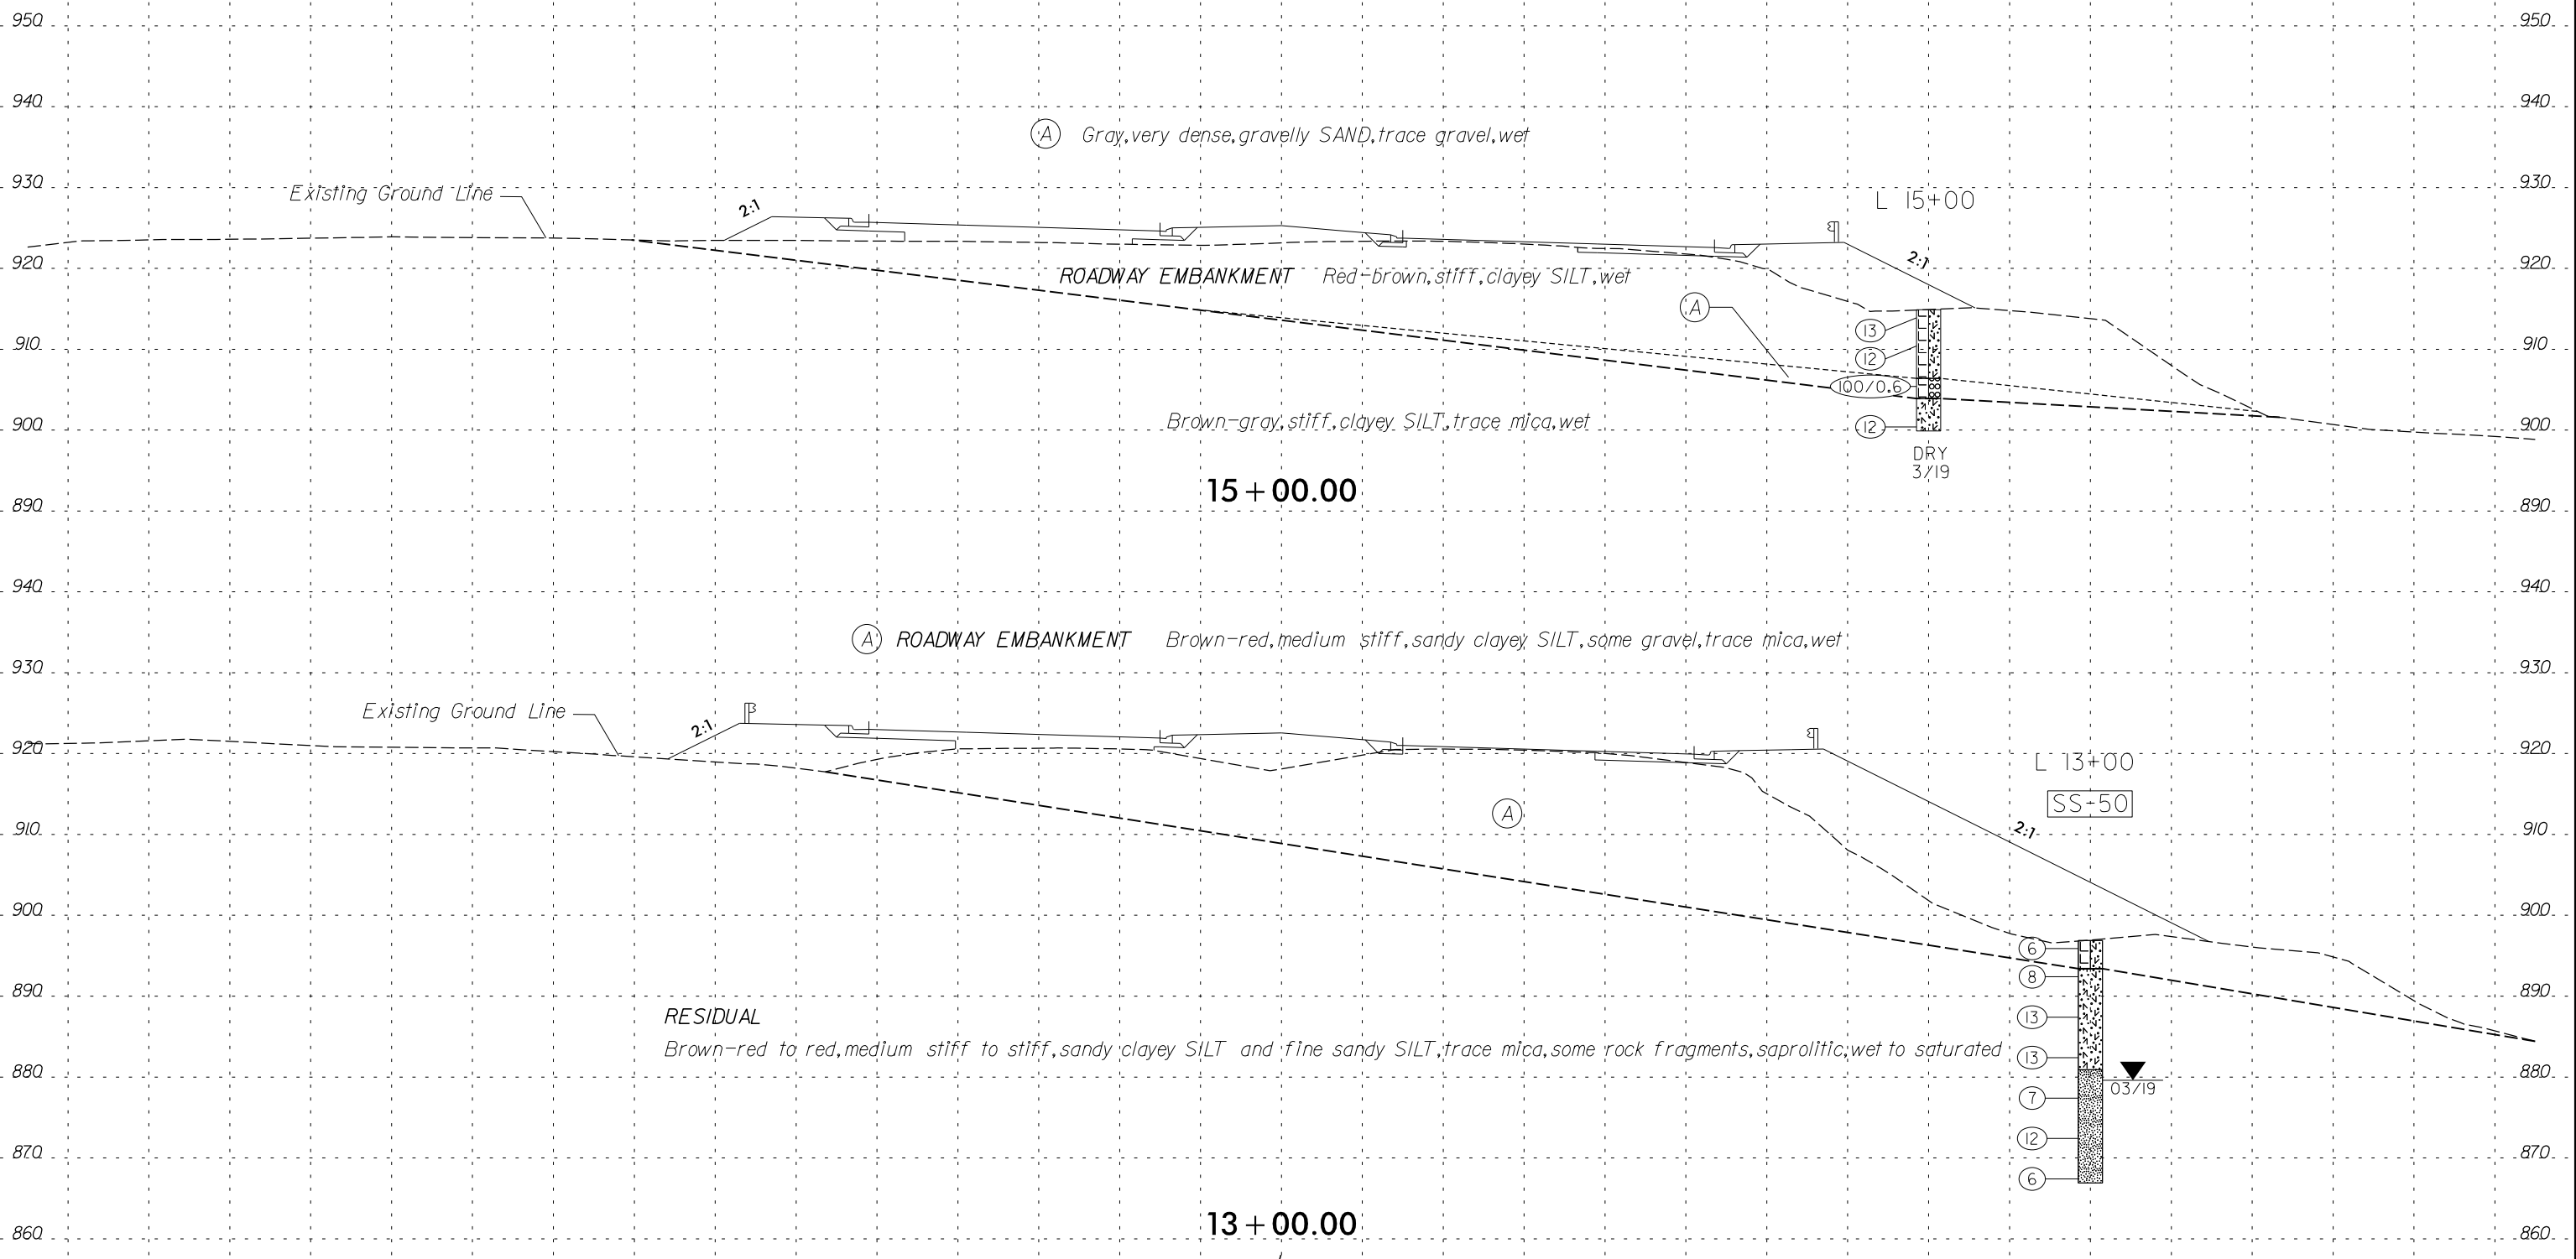 950 950
940 940
A Gray, very dense, gravelly SAND, trace gravel, wet
930 930
Existing Ground Line
2:1
L 15+00
920 920
2:1
ROADWAY EMBANKMENT Red-brown, stiff, clayey SILT, wet
A
13
910 910
12
100/0.6
Brown-gray, stiff, clayey SILT, trace mica, wet
900 900
12
DRY
3/19
15+00.00
890 890
940 940
A ROADWAY EMBANKMENT Brown-red, medium stiff, sandy clayey SILT, some gravel, trace mica, wet
930 930
Existing Ground Line
2:1
920 920
L 13+00
SS-50
A
910 910
2:1
900 900
6
8
890 890
RESIDUAL
13
Brown-red to red, medium stiff to stiff, sandy clayey SILT and fine sandy SILT, trace mica, some rock fragments, saprolitic, wet to saturated
13
880 880
03/19
7
12
870 870
6
13+00.00
860 860